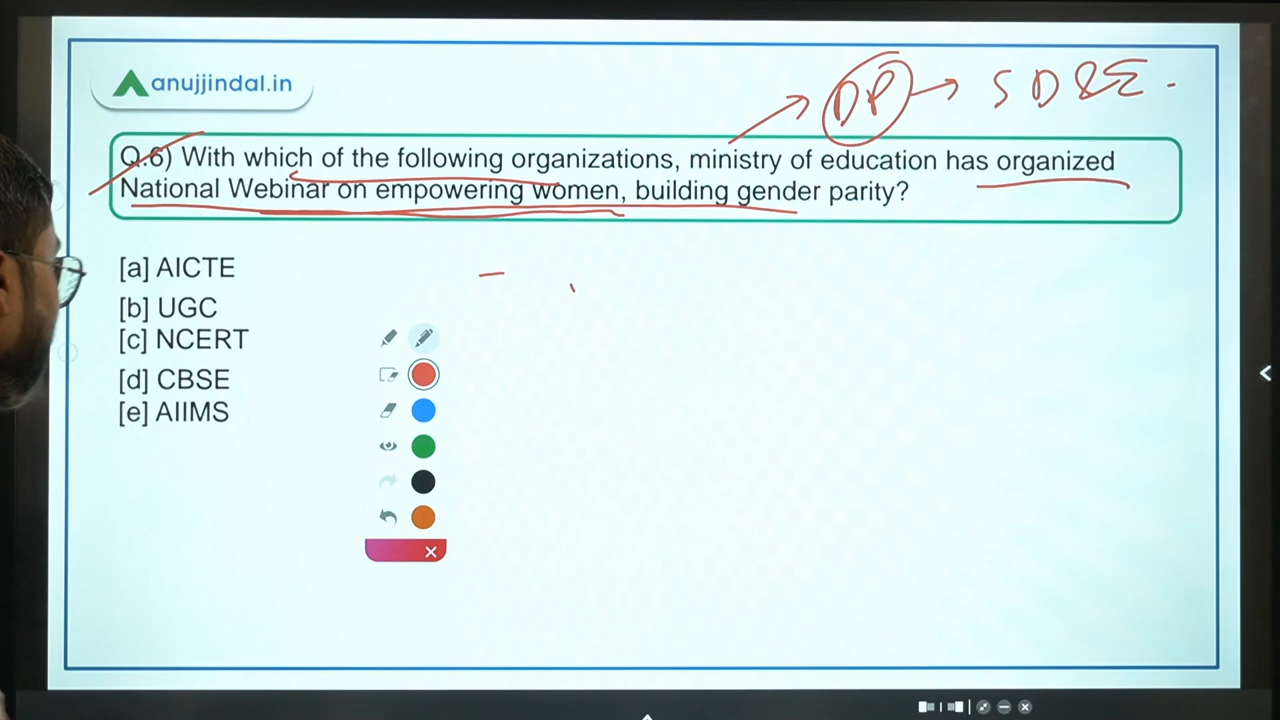 anujjindal.in
DP → SD&E.
Q.6) With which of the following organizations, ministry of education has organized
National Webinar on empowering women, building gender parity?
[a] AICTE
[b] UGC
[c] NCERT
[d] CBSE
[e] AIIMS